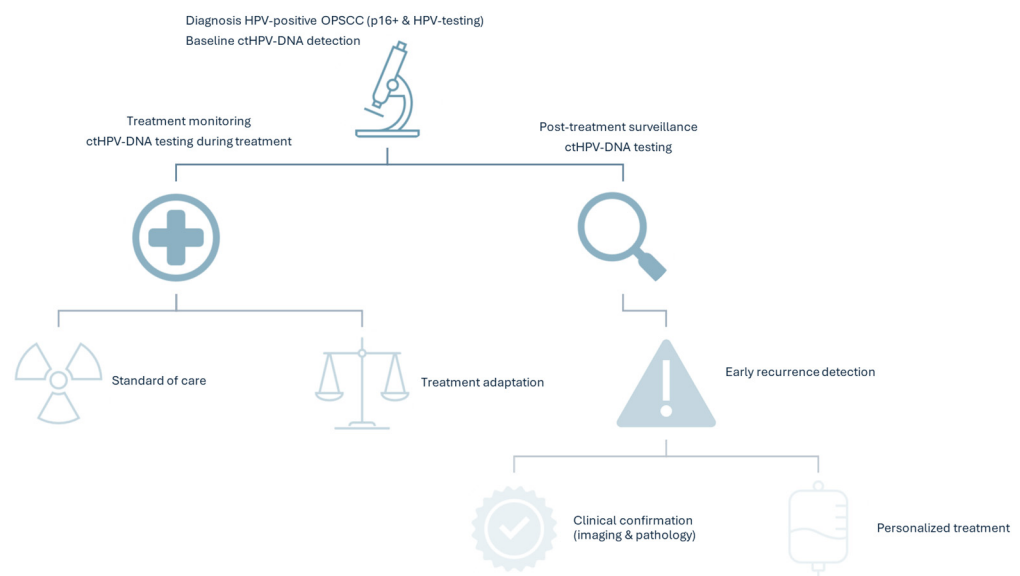 Diagnosis HPV-positive OPSCC (p16+ & HPV-testing)
Baseline ctHPV-DNA detection
Treatment monitoring
ctHPV-DNA testing during treatment
Post-treatment surveillance
ctHPV-DNA testing
Standard of care
Treatment adaptation
Early recurrence detection
Clinical confirmation
(imaging & pathology)
Personalized treatment